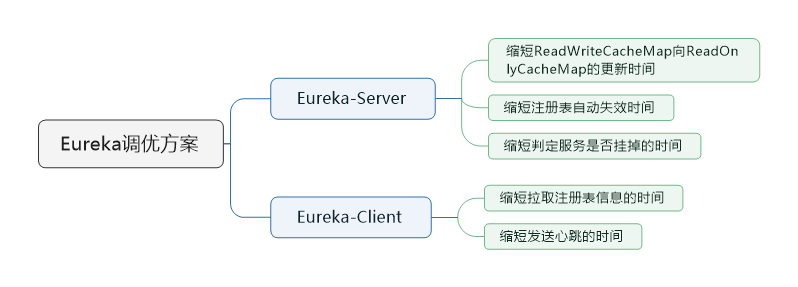 Eureka调优方案
Eureka-Server
缩短ReadWriteCacheMap向ReadOn
lyCacheMap的更新时间
缩短注册表自动失效时间
缩短判定服务是否挂掉的时间
Eureka-Client
缩短拉取注册表信息的时间
缩短发送心跳的时间